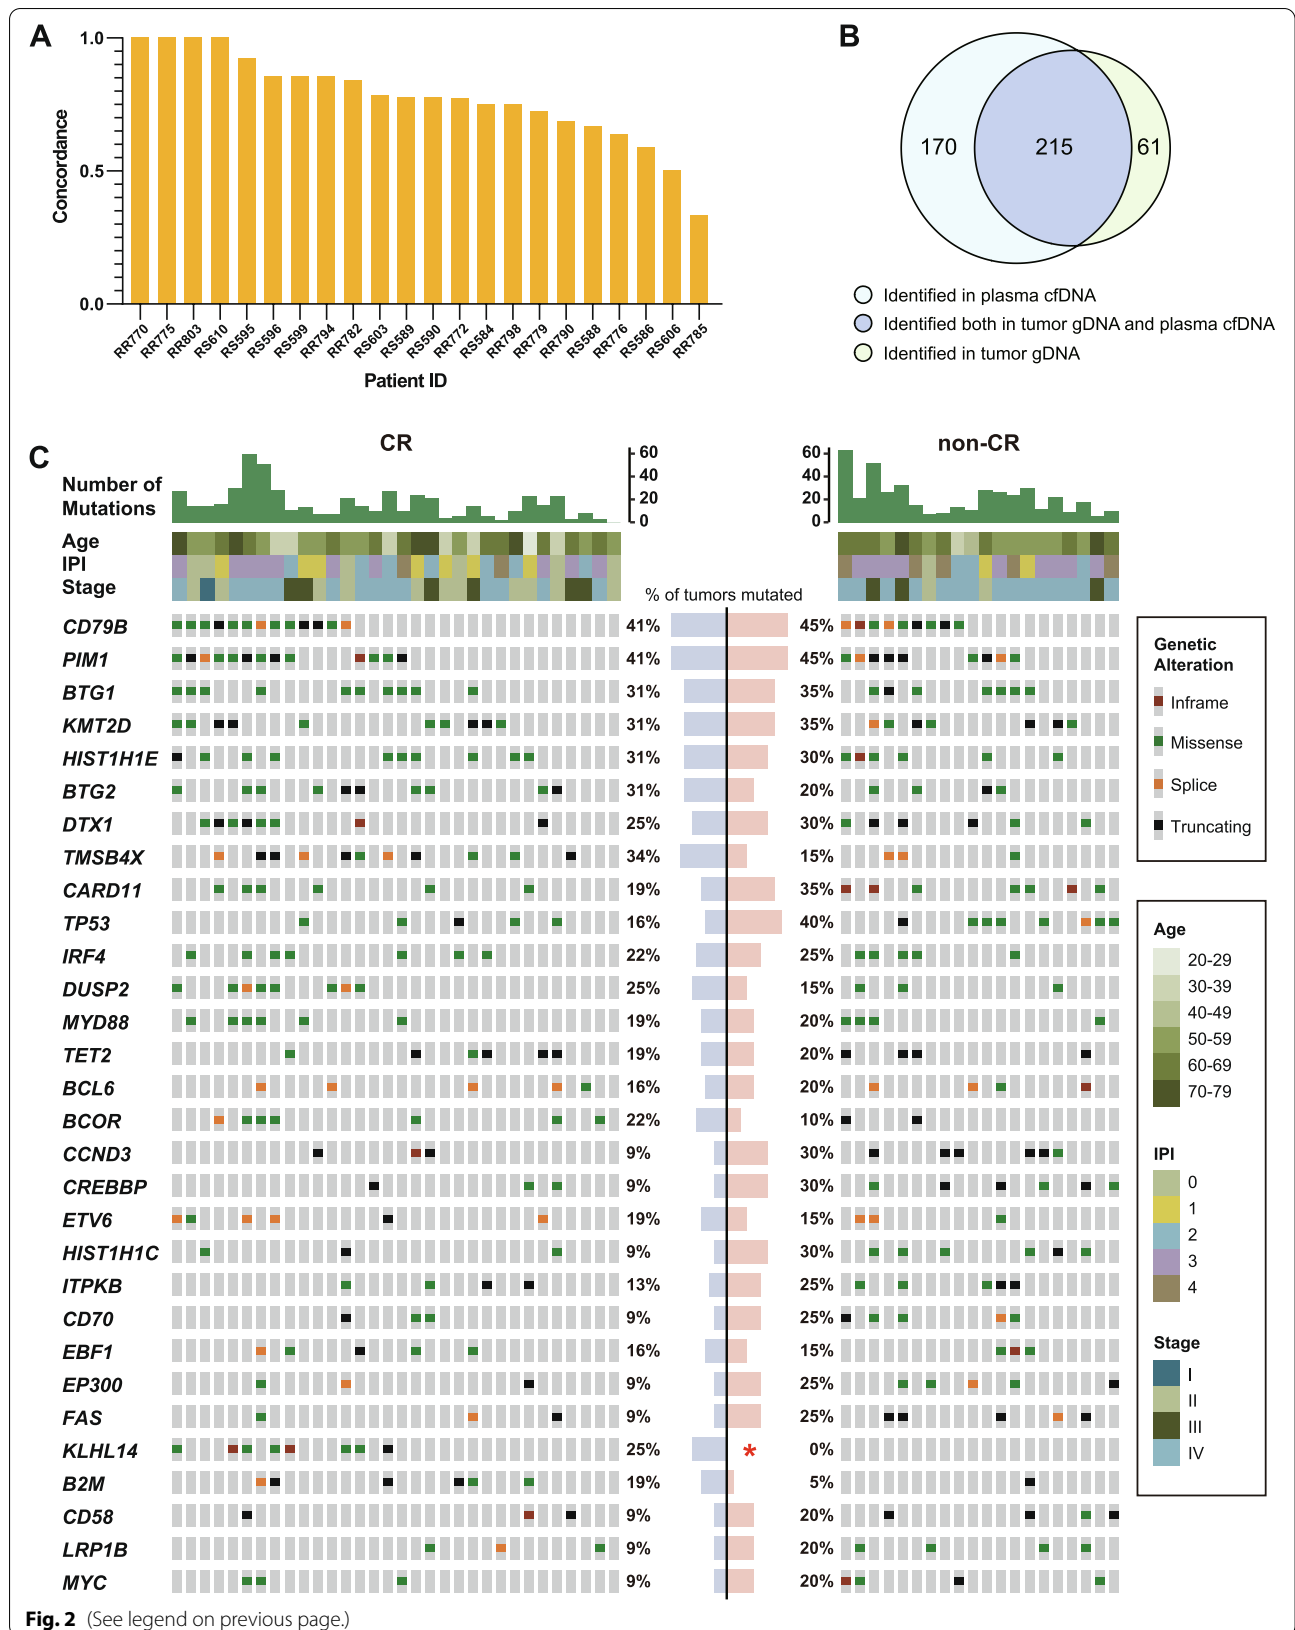 A
1.0
0.5
0.0
Concordance
RR770 RR775 RR803 RS610 RS595 RS596 RS599 RR794 RR782 RS603 RS589 RS590 RR772 RS584 RR798 RR779 RR790 RS588 RR776 RS586 RS606 RR785
Patient ID
B
170 215 61
Identified in plasma cfDNA
Identified both in tumor gDNA and plasma cfDNA
Identified in tumor gDNA
C
CR
non-CR
Number of
Mutations
60
40
20
0
60
40
20
0
Age
IPI
Stage
% of tumors mutated
CD79B 41% 45%
PIM1 41% 45%
BTG1 31% 35%
KMT2D 31% 35%
HIST1H1E 31% 30%
BTG2 31% 20%
DTX1 25% 30%
TMSB4X 34% 15%
CARD11 19% 35%
TP53 16% 40%
IRF4 22% 25%
DUSP2 25% 15%
MYD88 19% 20%
TET2 19% 20%
BCL6 16% 20%
BCOR 22% 10%
CCND3 9% 30%
CREBBP 9% 30%
ETV6 19% 15%
HIST1H1C 9% 30%
ITPKB 13% 25%
CD70 9% 25%
EBF1 16% 15%
EP300 9% 25%
FAS 9% 25%
KLHL14 25% * 0%
B2M 19% 5%
CD58 9% 20%
LRP1B 9% 20%
MYC 9% 20%
Genetic
Alteration
Inframe
Missense
Splice
Truncating
Age
20-29
30-39
40-49
50-59
60-69
70-79
IPI
0
1
2
3
4
Stage
I
II
III
IV
Fig. 2 (See legend on previous page.)